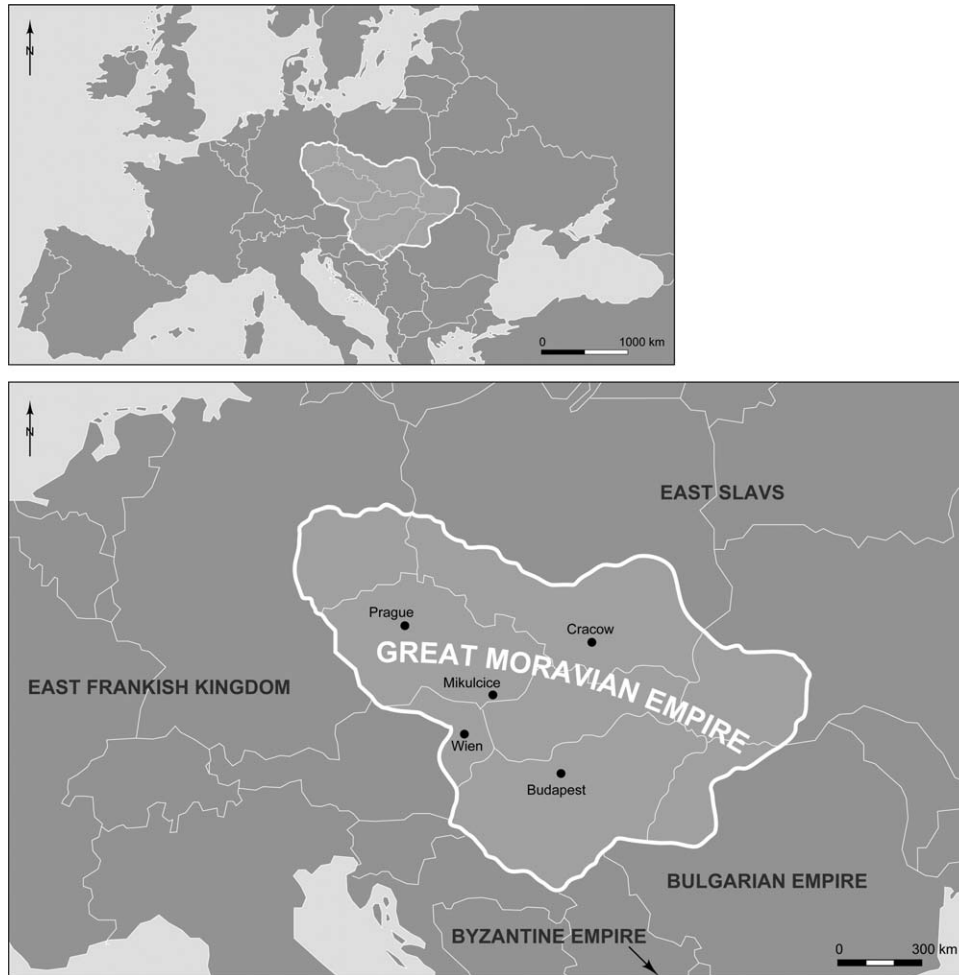 N
0 1000 km
N
EAST SLAVS
Prague
Cracow
GREAT MORAVIAN EMPIRE
EAST FRANKISH KINGDOM
Mikulcice
Wien
Budapest
BULGARIAN EMPIRE
BYZANTINE EMPIRE
0 300 km